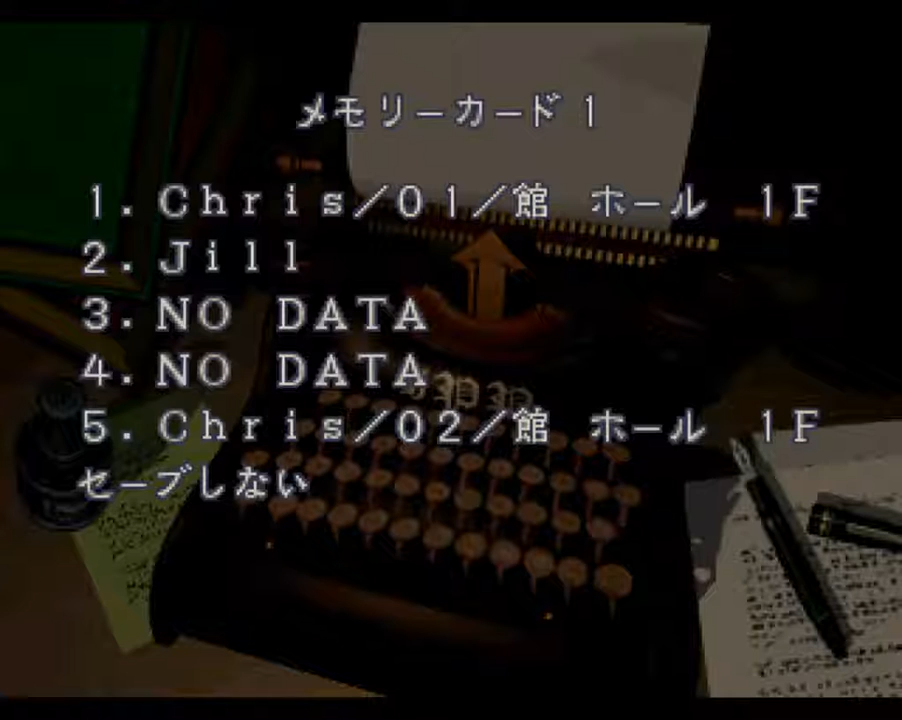 メモリーカード 1
1. Chris/01/館 ホール 1F
2. Jill
3. NO DATA
4. NO DATA
5. Chris/02/館 ホール 1F
セーブしない